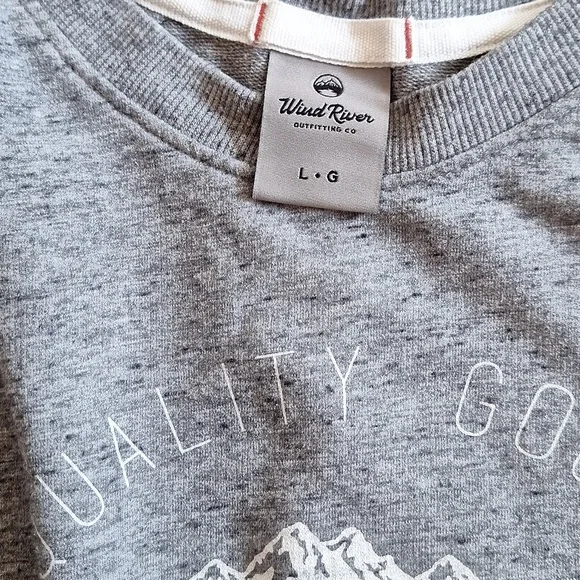 Wind River
OUTFITTING CO
L • G
QUALITY GO